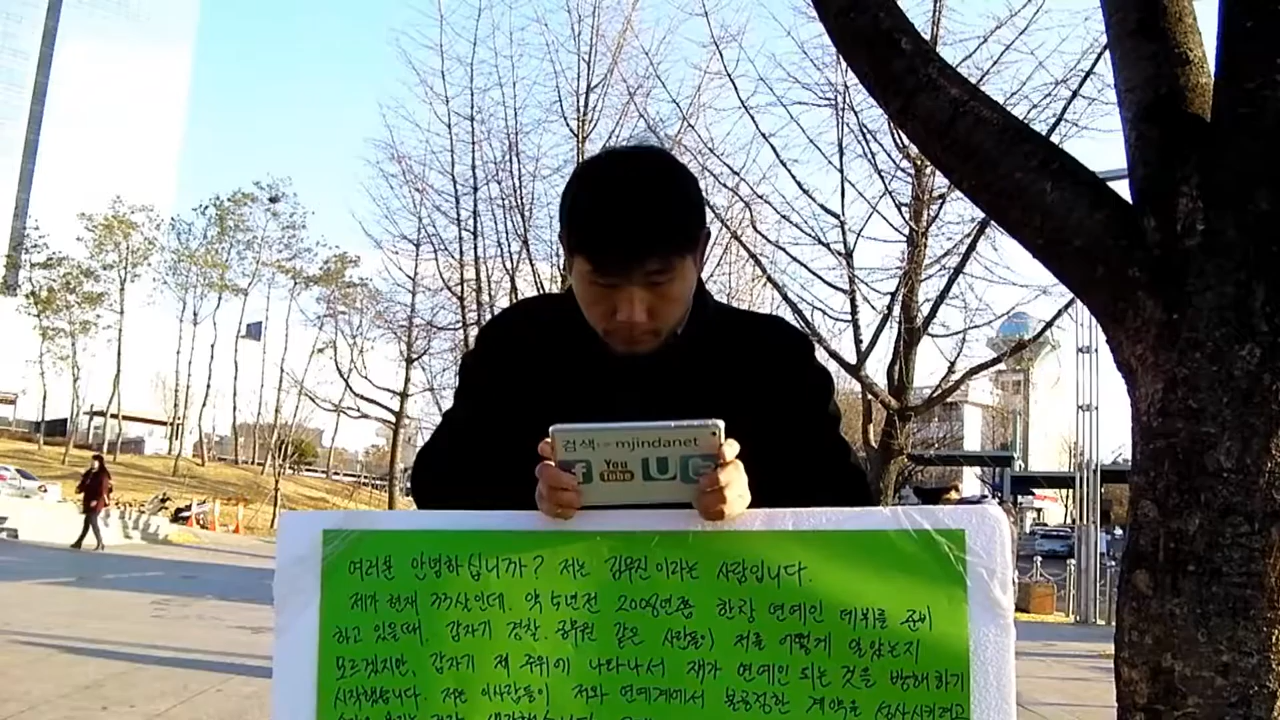 검색 mjindanet
f You Tube U
여러분 안녕하십니까? 저는 김무진이라는 사람입니다.
제가 현재 33살인데. 약 5년전 2008년쯤 한창 연예인 데뷔를 준비
하고 있을때, 갑자기 경찰, 공무원 같은 사람들이 저를 어떻게 알았는지
모르겠지만, 갑자기 제 주위에 나타나서 제가 연예인 되는 것을 방해하기
시작했습니다. 저는 이사람들이 저와 연예계에서 불공정한 계약을 성사시키려고